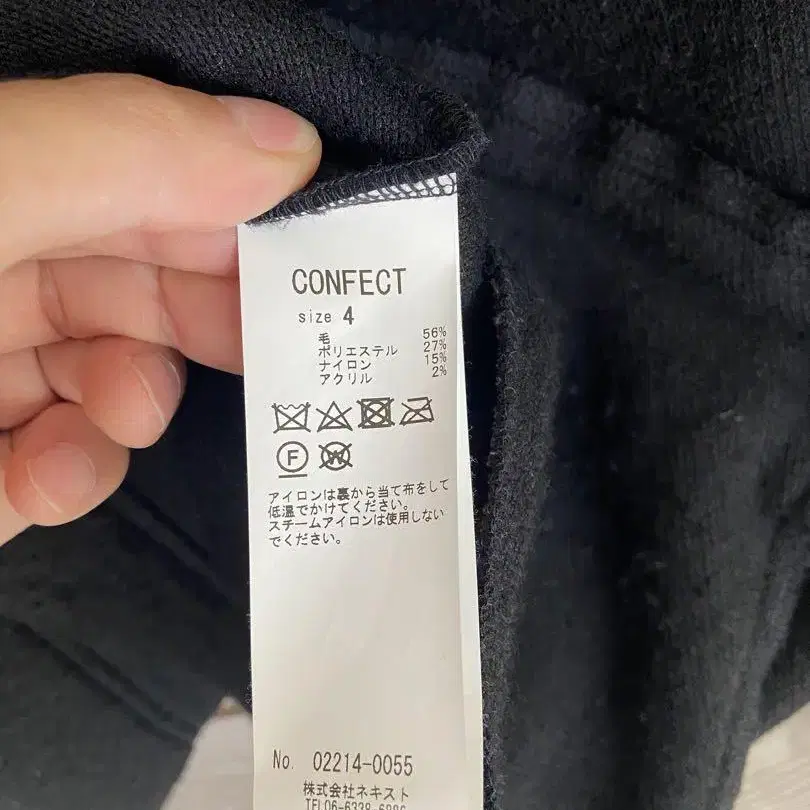 CONFECT
size 4
毛 56%
ポリエステル 27%
ナイロン 15%
アクリル 2%
F W
アイロンは裏から当て布をして
低温でかけてください。
スチームアイロンは使用しない
でください。
No. 02214-0055
株式会社ネキスト